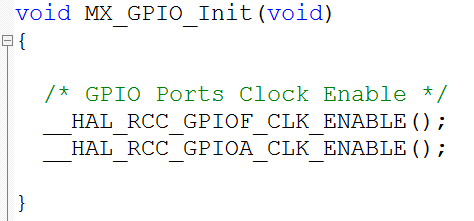 void MX_GPIO_Init(void)
{
/* GPIO Ports Clock Enable */
__HAL_RCC_GPIOF_CLK_ENABLE();
__HAL_RCC_GPIOA_CLK_ENABLE();
}